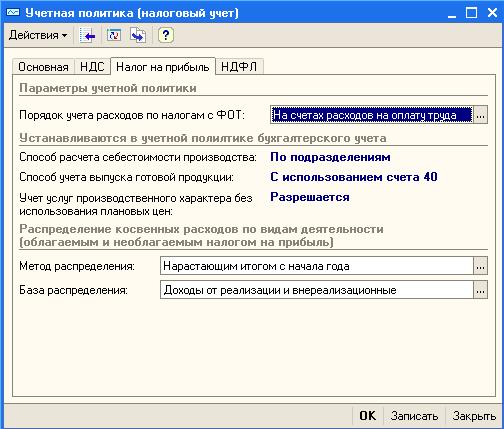 Учетная политика (налоговый учет)
Действия
Основная НДС Налог на прибыль НДФЛ
Параметры учетной политики
Порядок учета расходов по налогам с ФОТ: На счетах расходов на оплату труда ...
Устанавливаются в учетной полилтике бухгалтерского учета
Способ расчета себестоимости производства: По подразделениям
Способ учета выпуска готовой продукции: С использованием счета 40
Учет услуг производственного характера без Разрешается
использования плановых цен:
Распределение косвенных расходов по видам деятельности
(облагаемым и необлагаемым налогом на прибыль)
Метод распределения: Нарастающим итогом с начала года ...
База распределения: Доходы от реализации и внереализационные ...
OK Записать Закрыть